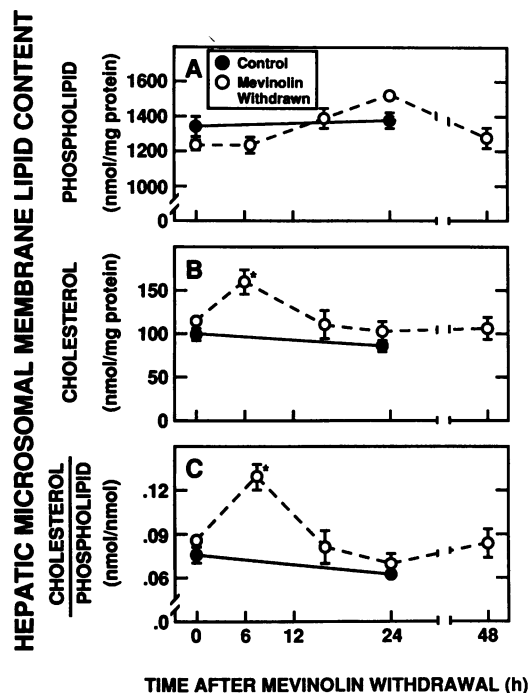 HEPATIC MICROSOMAL MEMBRANE LIPID CONTENT
PHOSPHOLIPID
(nmol/mg protein)
A
Control
Mevinolin
Withdrawn
1600
1400
1200
1000
0
CHOLESTEROL
(nmol/mg protein)
B
*
150
100
50
0
CHOLESTEROL
PHOSPHOLIPID
(nmol/nmol)
C
*
.12
.09
.06
.0
0 6 12 24 48
TIME AFTER MEVINOLIN WITHDRAWAL (h)